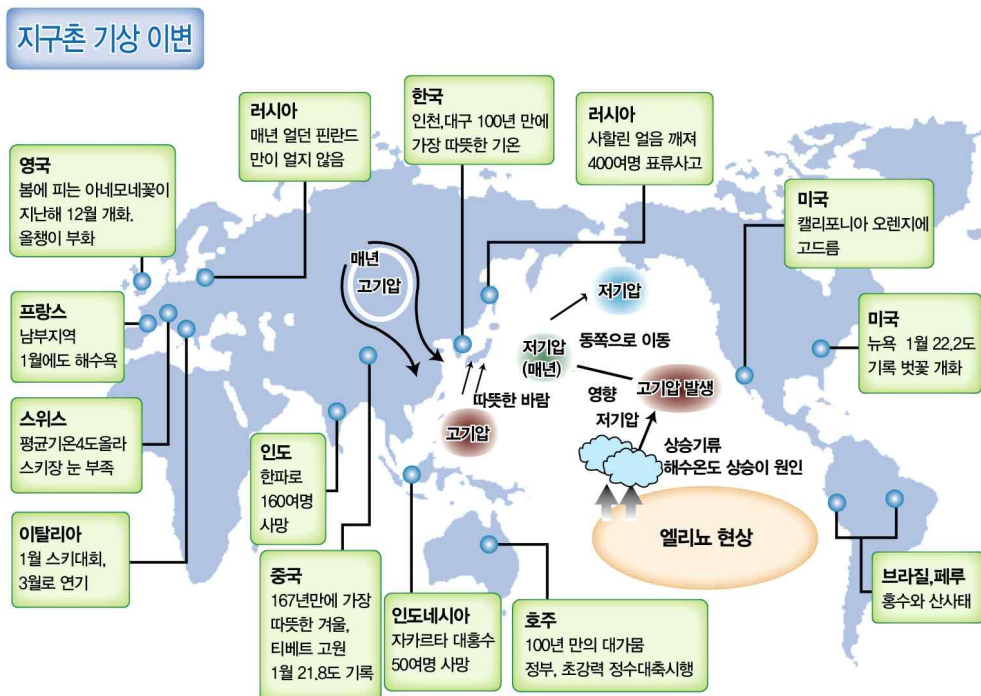 지구촌 기상 이변
영국
봄에 피는 아네모네꽃이
지난해 12월 개화.
올챙이 부화
러시아
매년 얼던 핀란드
만이 얼지 않음
한국
인천,대구 100년 만에
가장 따뜻한 기온
러시아
사할린 얼음 깨져
400여명 표류사고
미국
캘리포니아 오렌지에
고드름
프랑스
남부지역
1월에도 해수욕
매년
고기압
저기압
저기압
(매년)
동쪽으로 이동
미국
뉴욕 1월 22,2도
기록 벚꽃 개화
스위스
평균기온4도올라
스키장 눈 부족
따뜻한 바람
고기압
영향
고기압 발생
저기압
상승기류
해수온도 상승이 원인
인도
한파로
160여명
사망
엘리뇨 현상
이탈리아
1월 스키대회,
3월로 연기
중국
167년만에 가장
따뜻한 겨울,
티베트 고원
1월 21,8도 기록
인도네시아
자카르타 대홍수
50여명 사망
호주
100년 만의 대가뭄
정부, 초강력 정수대축시행
브라질,페루
홍수와 산사태